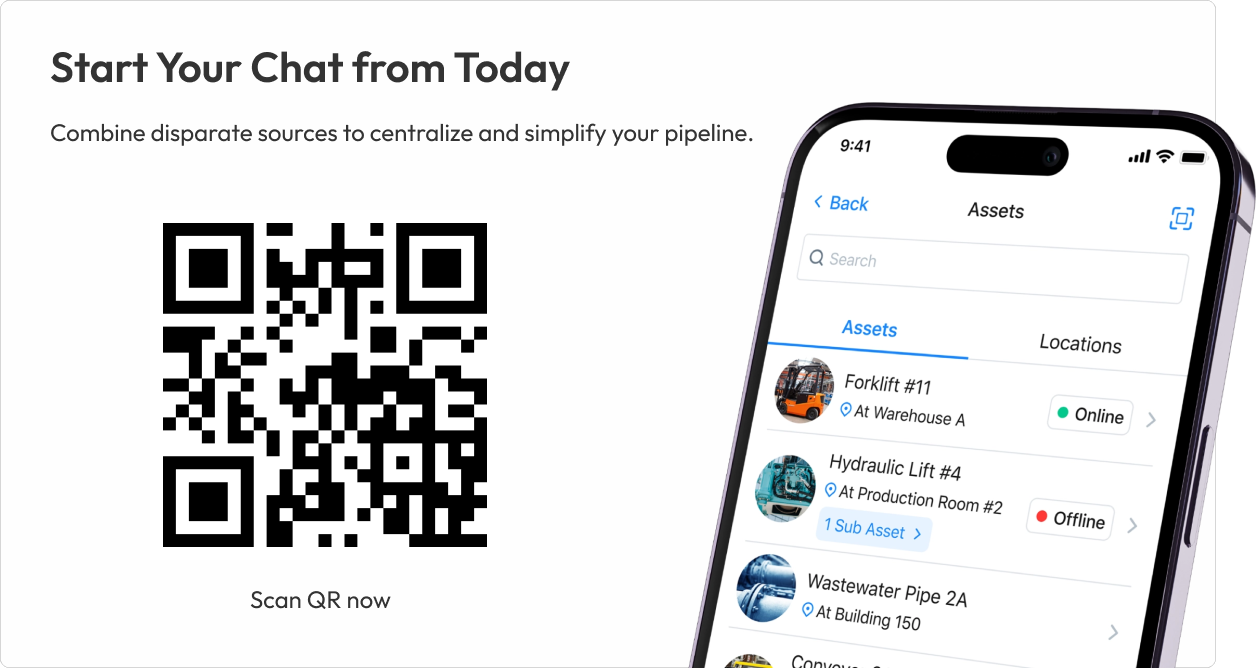 Start Your Chat from Today
Combine disparate sources to centralize and simplify your pipeline.
Scan QR now
9:41
Back
Assets
Search
Assets
Locations
Forklift #11
At Warehouse A
Online
Hydraulic Lift #4
At Production Room #2
Offline
1 Sub Asset
Wastewater Pipe 2A
At Building 150